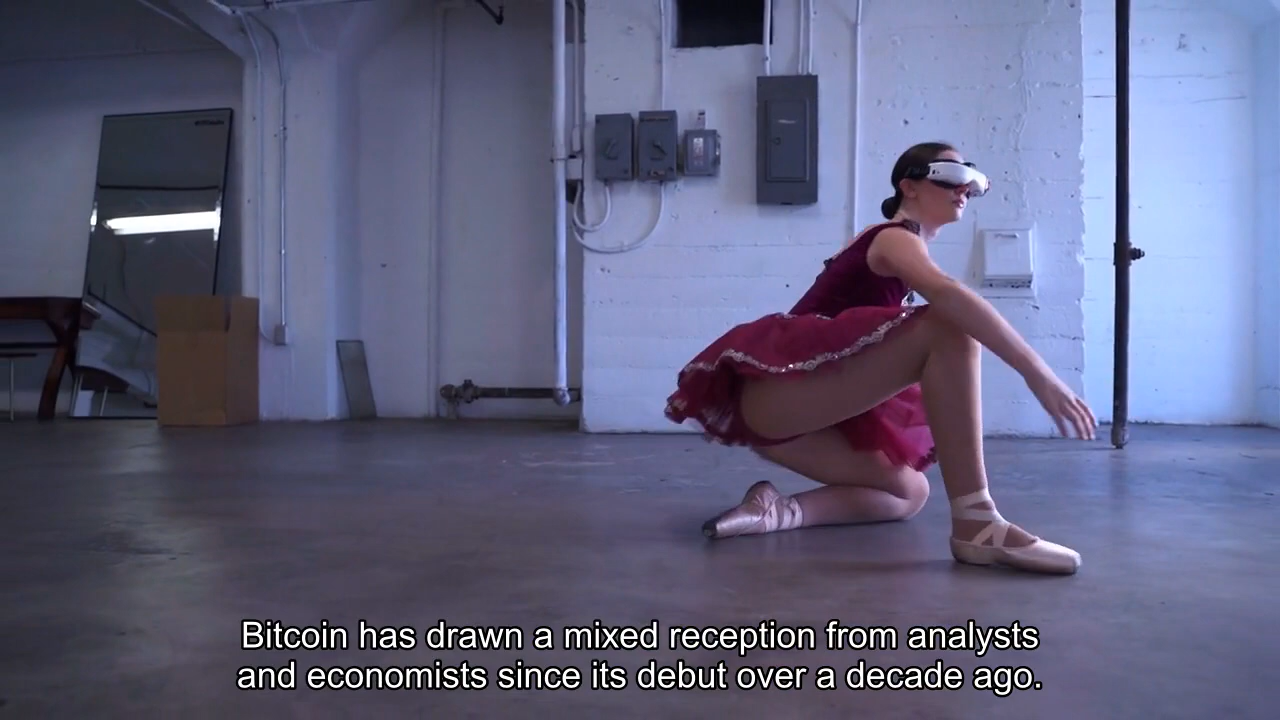 Bitcoin has drawn a mixed reception from analysts
and economists since its debut over a decade ago.